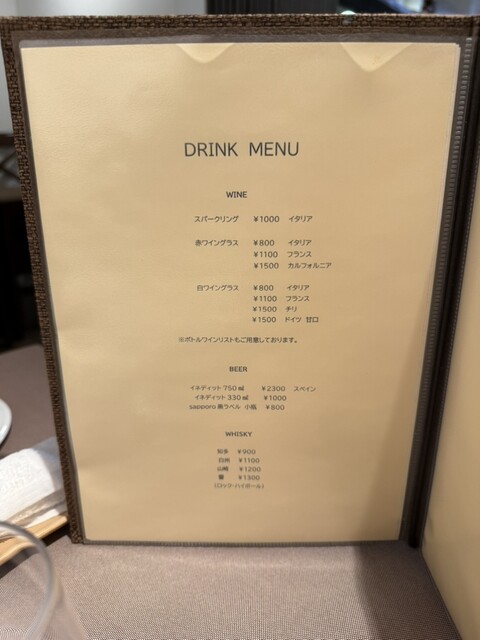 DRINK MENU
WINE
スパークリング ¥1000 イタリア
赤ワイングラス ¥800 イタリア
¥1100 フランス
¥1500 カルフォルニア
白ワイングラス ¥800 イタリア
¥1100 フランス
¥1500 チリ
¥1500 ドイツ 甘口
※ボトルワインリストもご用意しております。
BEER
イネディット 750㎖ ¥2300 スペイン
イネディット 330㎖ ¥1000
sapporo 黒ラベル 小瓶 ¥800
WHISKY
知多 ¥900
白州 ¥1100
山崎 ¥1200
響 ¥1300
(ロック・ハイボール)